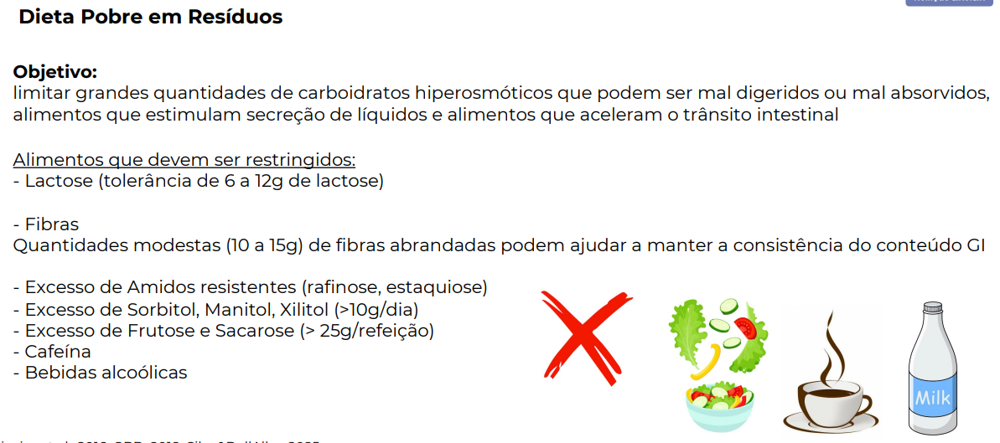 Dieta Pobre em Resíduos
Objetivo:
limitar grandes quantidades de carboidratos hiperosmóticos que podem ser mal digeridos ou mal absorvidos,
alimentos que estimulam secreção de líquidos e alimentos que aceleram o trânsito intestinal
Alimentos que devem ser restringidos:
- Lactose (tolerância de 6 a 12g de lactose)
- Fibras
Quantidades modestas (10 a 15g) de fibras abrandadas podem ajudar a manter a consistência do conteúdo GI
- Excesso de Amidos resistentes (rafinose, estaquiose)
- Excesso de Sorbitol, Manitol, Xilitol (>10g/dia)
- Excesso de Frutose e Sacarose (> 25g/refeição)
- Cafeína
- Bebidas alcoólicas
Milk